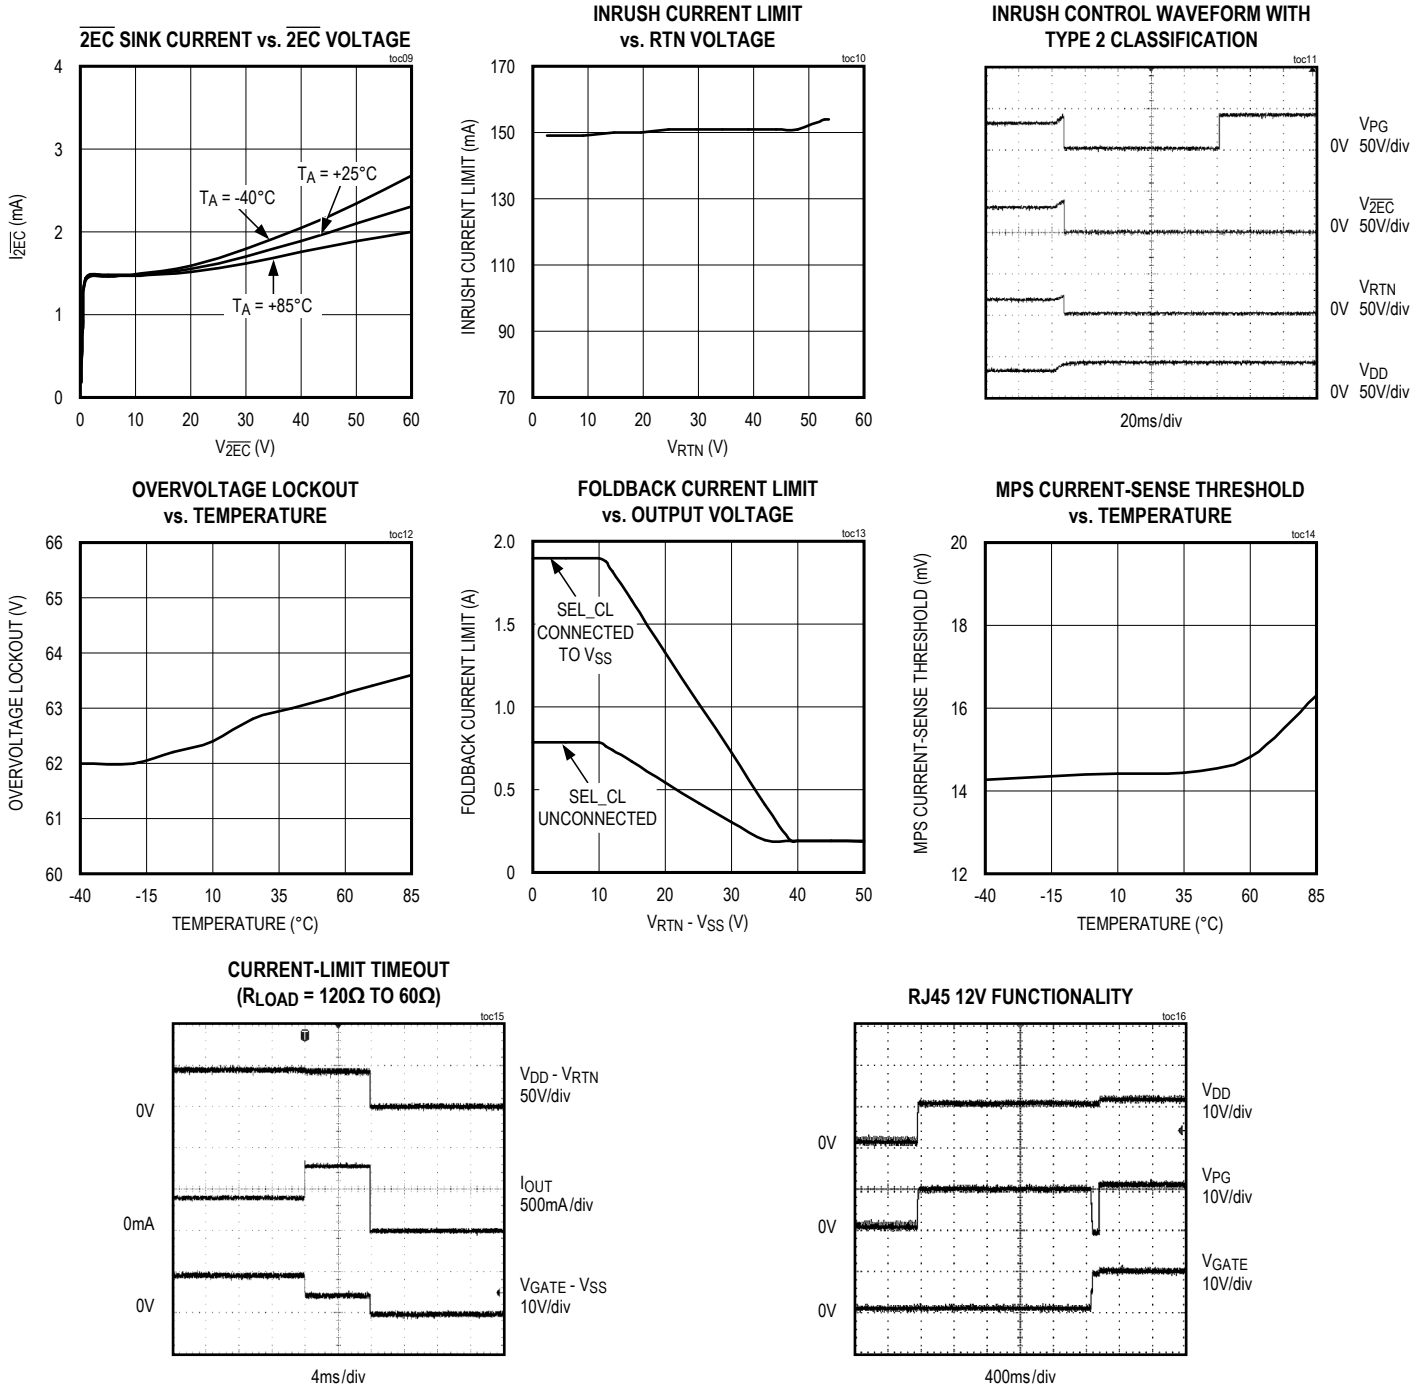 2EC SINK CURRENT vs. 2EC VOLTAGE
toc09
4
3
2
1
0
I2EC (mA)
TA = +25°C
TA = -40°C
TA = +85°C
0 10 20 30 40 50 60
V2EC (V)
INRUSH CURRENT LIMIT
vs. RTN VOLTAGE
toc10
170
150
130
110
90
70
INRUSH CURRENT LIMIT (mA)
0 10 20 30 40 50 60
VRTN (V)
INRUSH CONTROL WAVEFORM WITH
TYPE 2 CLASSIFICATION
toc11
VPG
0V 50V/div
V2EC
0V 50V/div
VRTN
0V 50V/div
VDD
0V 50V/div
20ms/div
OVERVOLTAGE LOCKOUT
vs. TEMPERATURE
toc12
66
65
64
63
62
61
60
OVERVOLTAGE LOCKOUT (V)
-40 -15 10 35 60 85
TEMPERATURE (°C)
FOLDBACK CURRENT LIMIT
vs. OUTPUT VOLTAGE
toc13
2.0
1.5
1.0
0.5
0
FOLDBACK CURRENT LIMIT (A)
SEL_CL
CONNECTED
TO VSS
SEL_CL
UNCONNECTED
0 10 20 30 40 50
VRTN - VSS (V)
MPS CURRENT-SENSE THRESHOLD
vs. TEMPERATURE
toc14
20
18
16
14
12
MPS CURRENT-SENSE THRESHOLD (mV)
-40 -15 10 35 60 85
TEMPERATURE (°C)
CURRENT-LIMIT TIMEOUT
(RLOAD = 120Ω TO 60Ω)
toc15
T
VDD - VRTN
50V/div
0V
IOUT
500mA/div
0mA
VGATE - VSS
10V/div
0V
4ms/div
RJ45 12V FUNCTIONALITY
toc16
VDD
10V/div
0V
VPG
10V/div
0V
VGATE
10V/div
0V
400ms/div